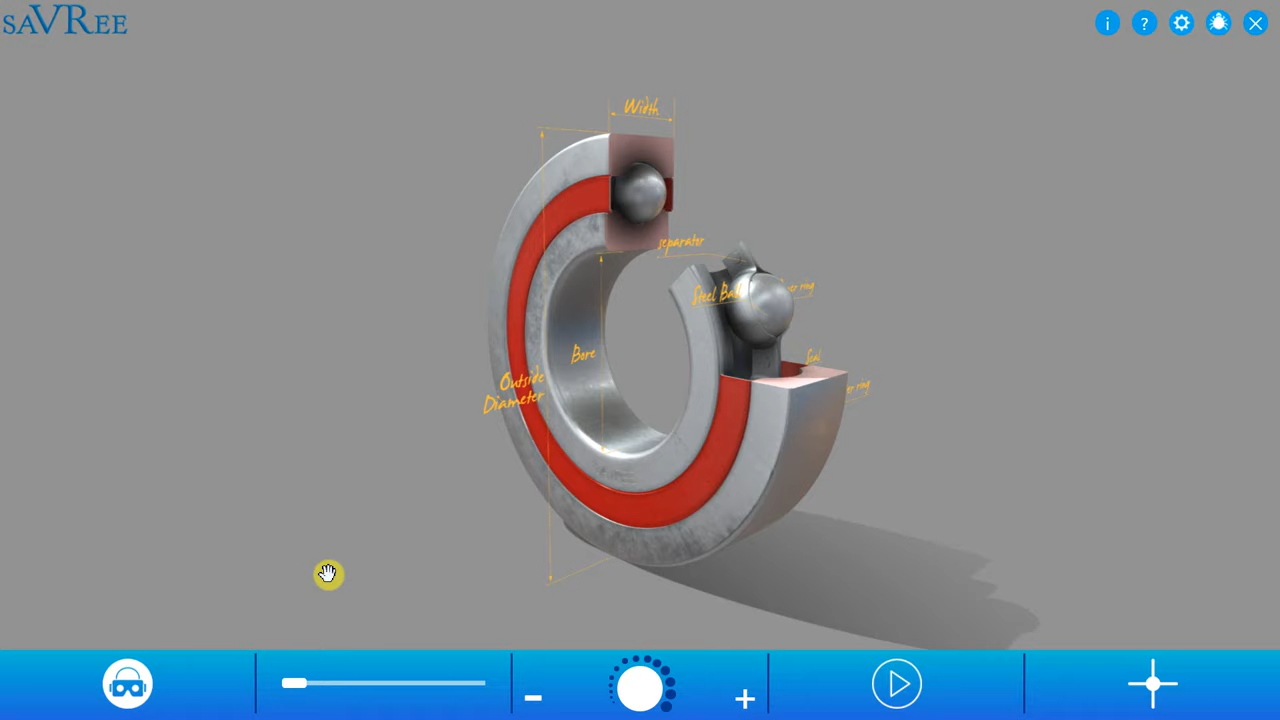 saVRee
i ?
Width
separator
Steel Ball
Bore
Seal
Outside
Diameter
- +